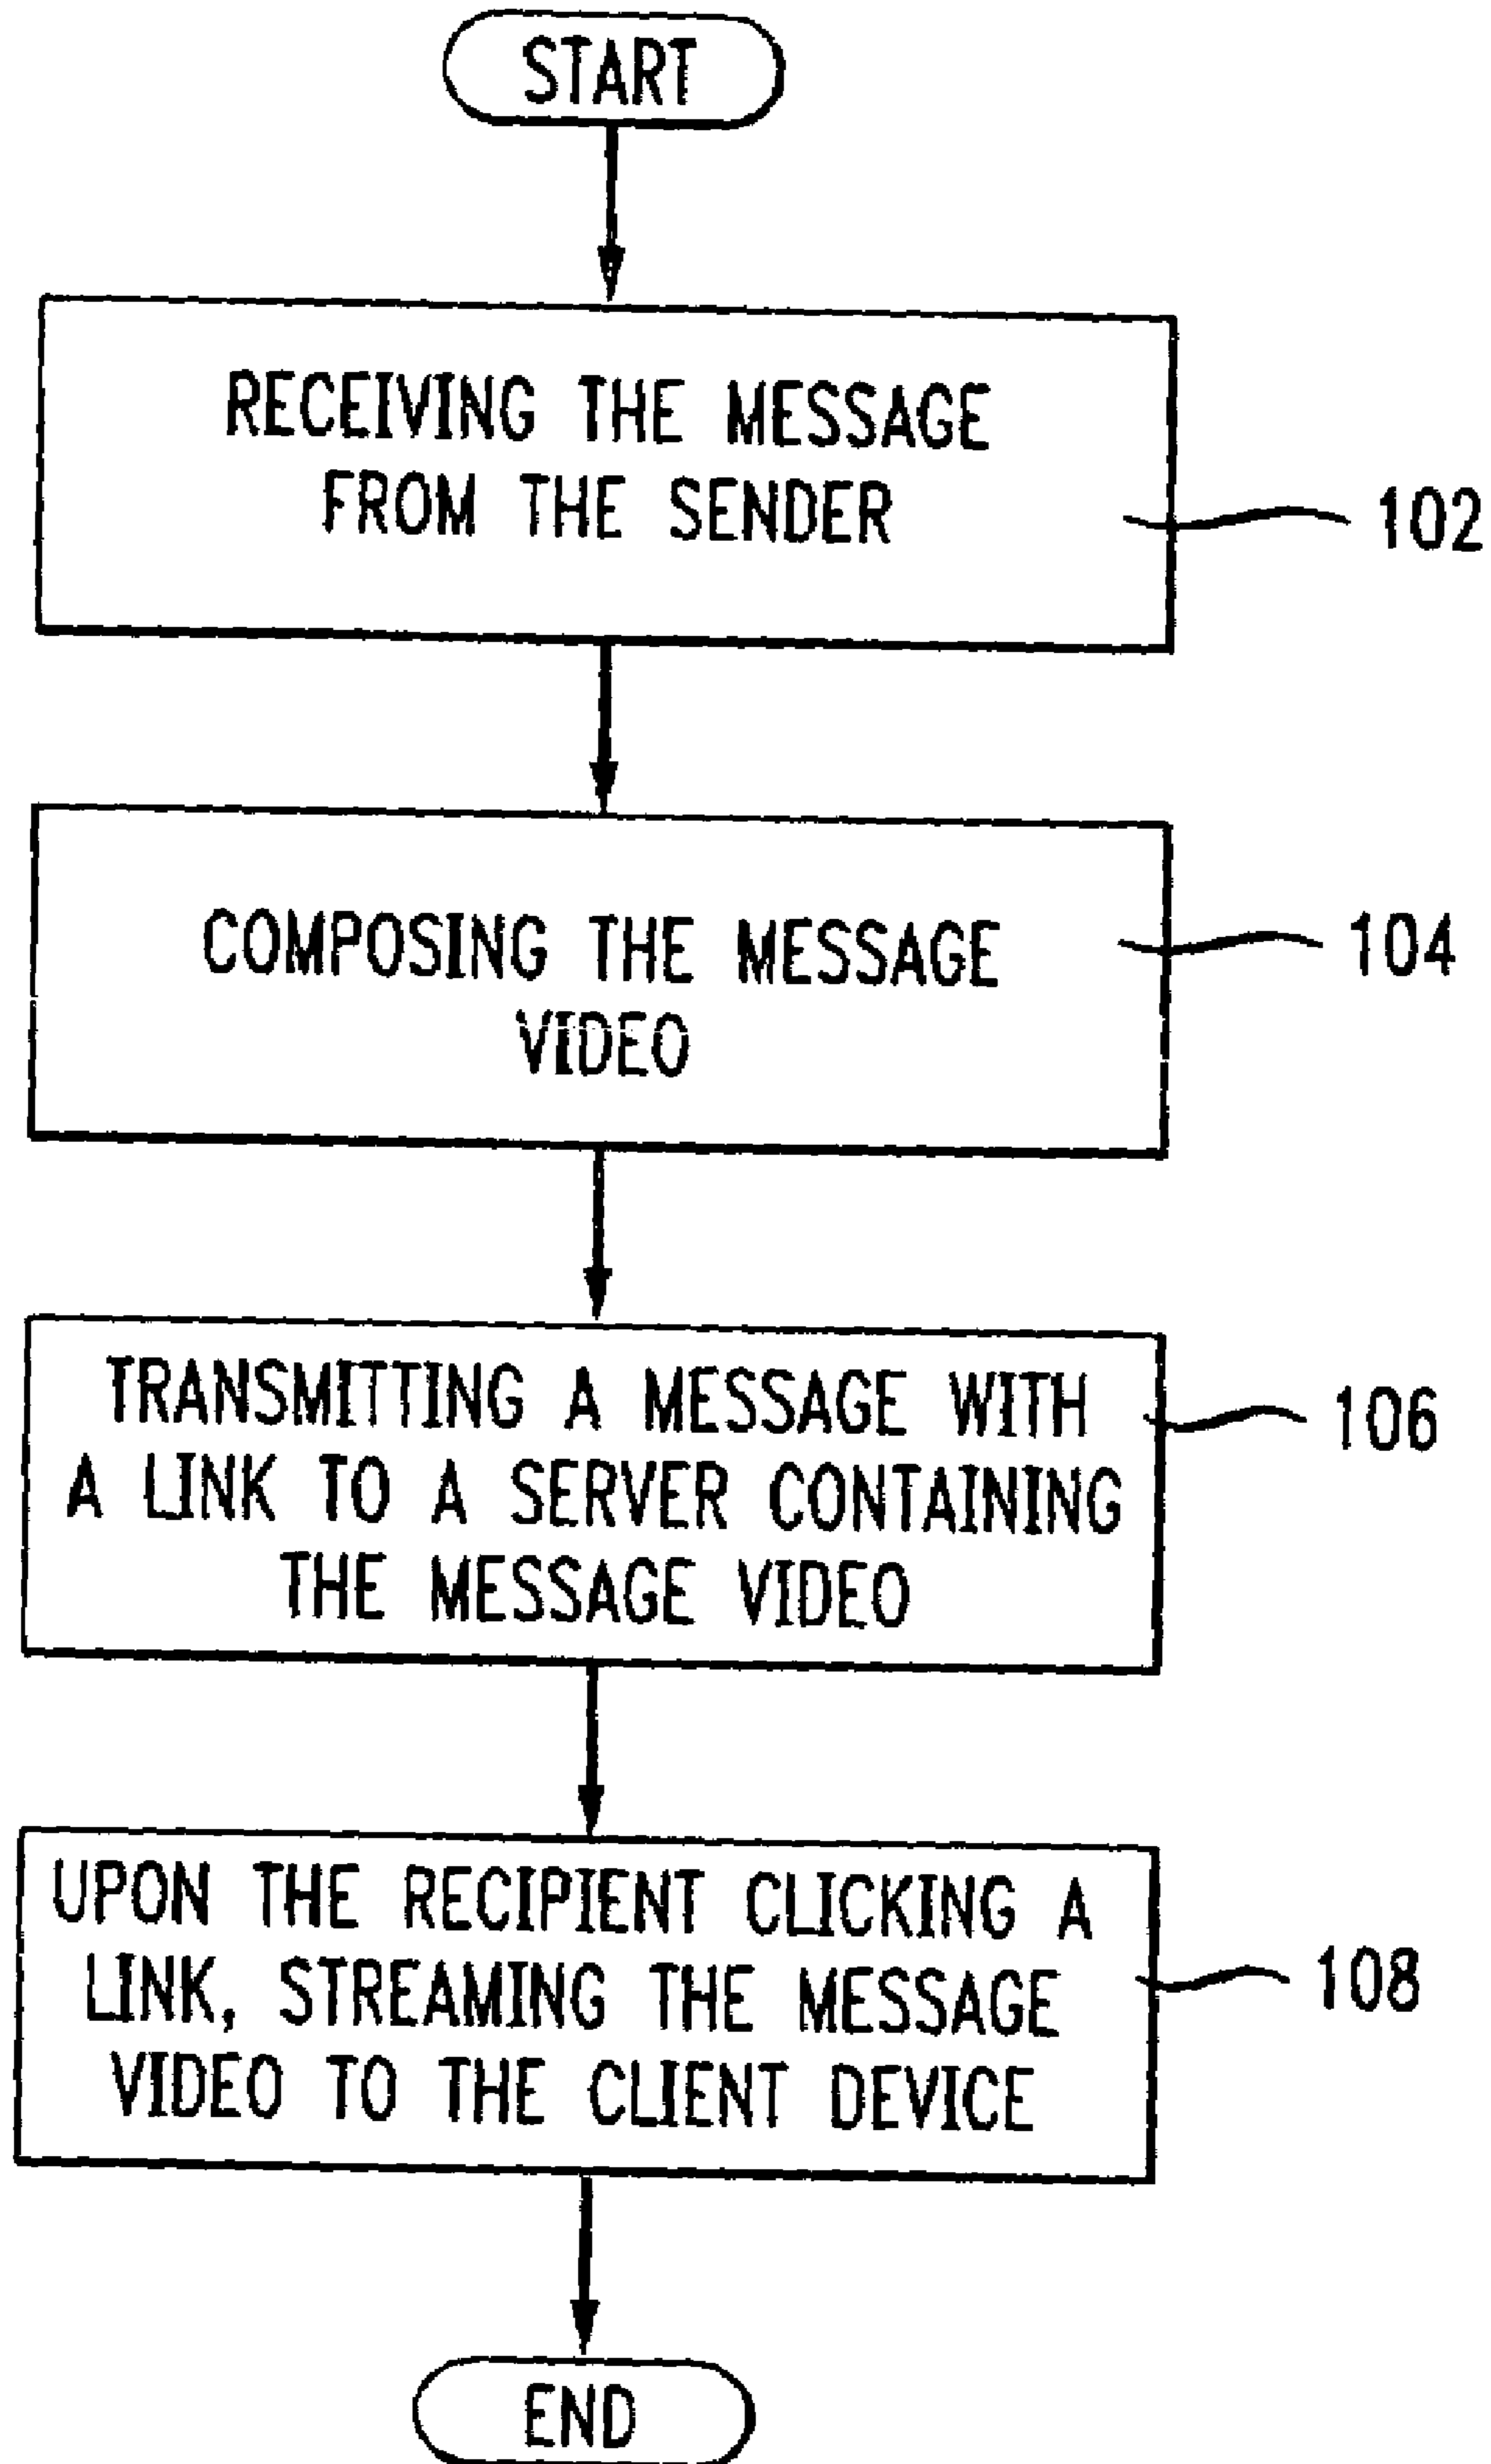 START
RECEIVING THE MESSAGE
FROM THE SENDER
102
COMPOSING THE MESSAGE
VIDEO
104
TRANSMITTING A MESSAGE WITH
A LINK TO A SERVER CONTAINING
THE MESSAGE VIDEO
106
UPON THE RECIPIENT CLICKING A
LINK, STREAMING THE MESSAGE
VIDEO TO THE CLIENT DEVICE
108
END